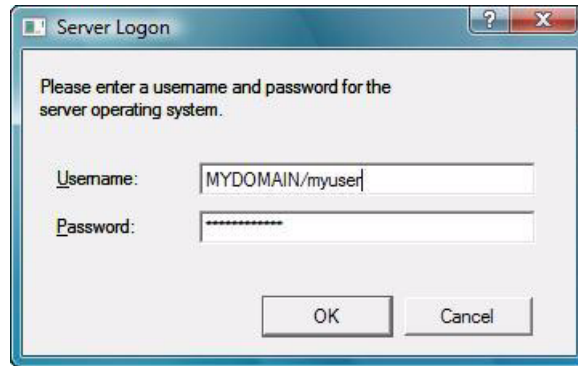 Server Logon
Please enter a username and password for the
server operating system.
Username: MYDOMAIN/myuser
Password: ************
OK Cancel